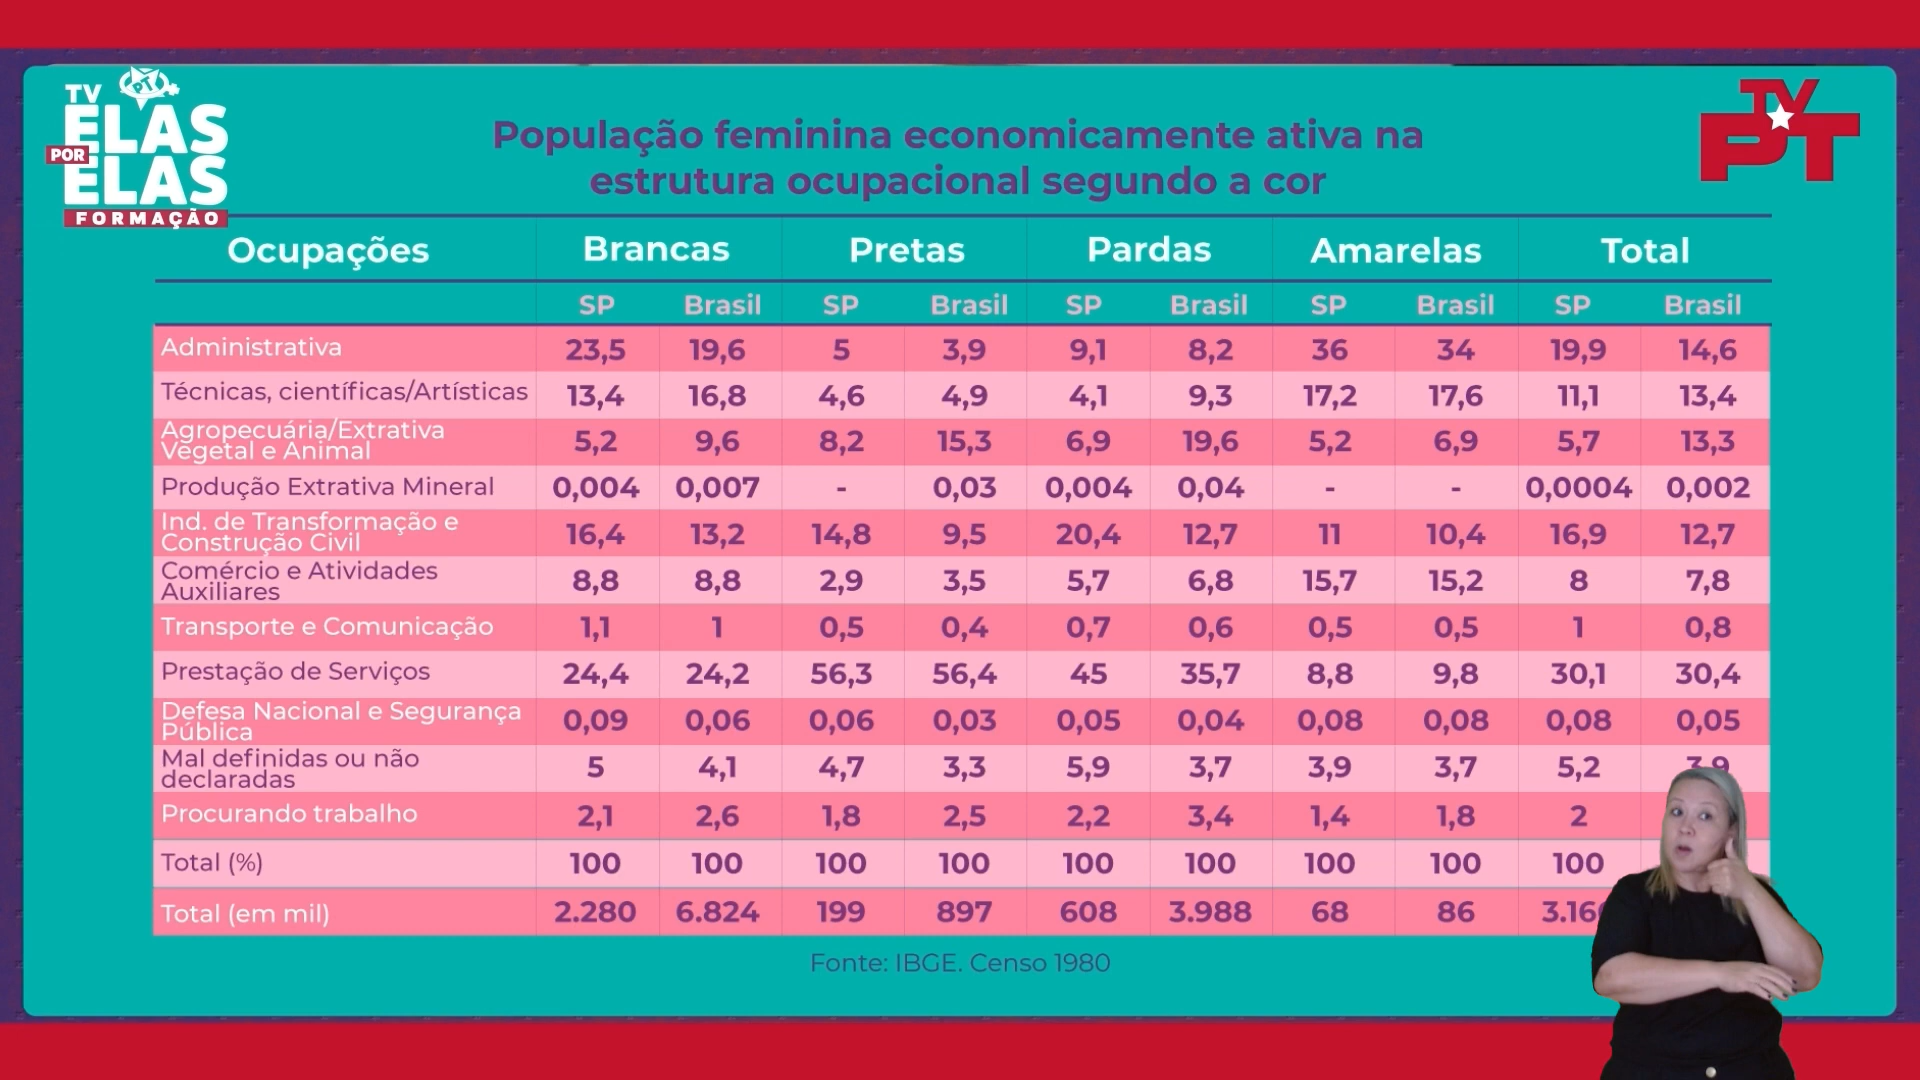 TV
PT
ELAS
POR
ELAS
FORMAÇÃO
TV
PT
População feminina economicamente ativa na
estrutura ocupacional segundo a cor
Ocupações Brancas Pretas Pardas Amarelas Total
SP Brasil SP Brasil SP Brasil SP Brasil SP Brasil
Administrativa 23,5 19,6 5 3,9 9,1 8,2 36 34 19,9 14,6
Técnicas, científicas/Artísticas 13,4 16,8 4,6 4,9 4,1 9,3 17,2 17,6 11,1 13,4
Agropecuária/Extrativa
Vegetal e Animal 5,2 9,6 8,2 15,3 6,9 19,6 5,2 6,9 5,7 13,3
Produção Extrativa Mineral 0,004 0,007 - 0,03 0,004 0,04 - - 0,0004 0,002
Ind. de Transformação e
Construção Civil 16,4 13,2 14,8 9,5 20,4 12,7 11 10,4 16,9 12,7
Comércio e Atividades
Auxiliares 8,8 8,8 2,9 3,5 5,7 6,8 15,7 15,2 8 7,8
Transporte e Comunicação 1,1 1 0,5 0,4 0,7 0,6 0,5 0,5 1 0,8
Prestação de Serviços 24,4 24,2 56,3 56,4 45 35,7 8,8 9,8 30,1 30,4
Defesa Nacional e Segurança
Pública 0,09 0,06 0,06 0,03 0,05 0,04 0,08 0,08 0,08 0,05
Mal definidas ou não
declaradas 5 4,1 4,7 3,3 5,9 3,7 3,9 3,7 5,2 3,9
Procurando trabalho 2,1 2,6 1,8 2,5 2,2 3,4 1,4 1,8 2
Total (%) 100 100 100 100 100 100 100 100 100
Total (em mil) 2.280 6.824 199 897 608 3.988 68 86
Fonte: IBGE. Censo 1980